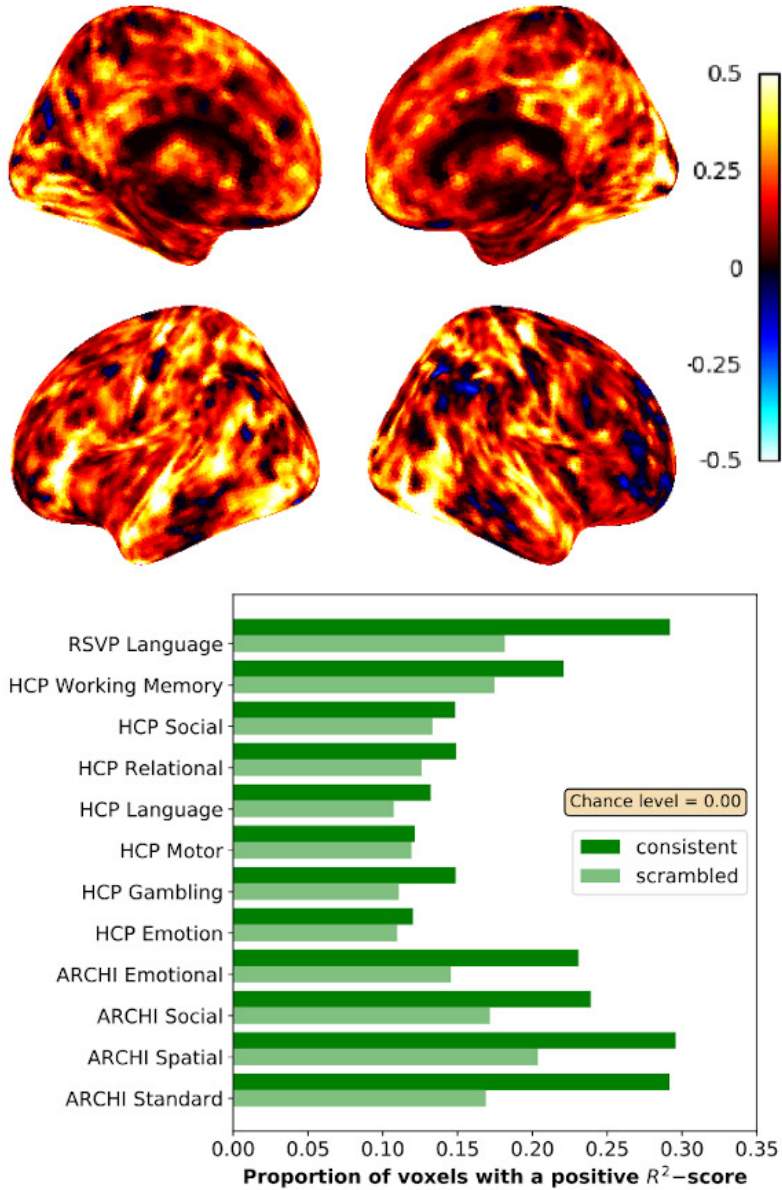 0.5
0.25
0
-0.25
-0.5
RSVP Language
HCP Working Memory
HCP Social
HCP Relational
HCP Language
HCP Motor
HCP Gambling
HCP Emotion
ARCHI Emotional
ARCHI Social
ARCHI Spatial
ARCHI Standard
Chance level = 0.00
consistent
scrambled
0.00 0.05 0.10 0.15 0.20 0.25 0.30 0.35
Proportion of voxels with a positive R²−score